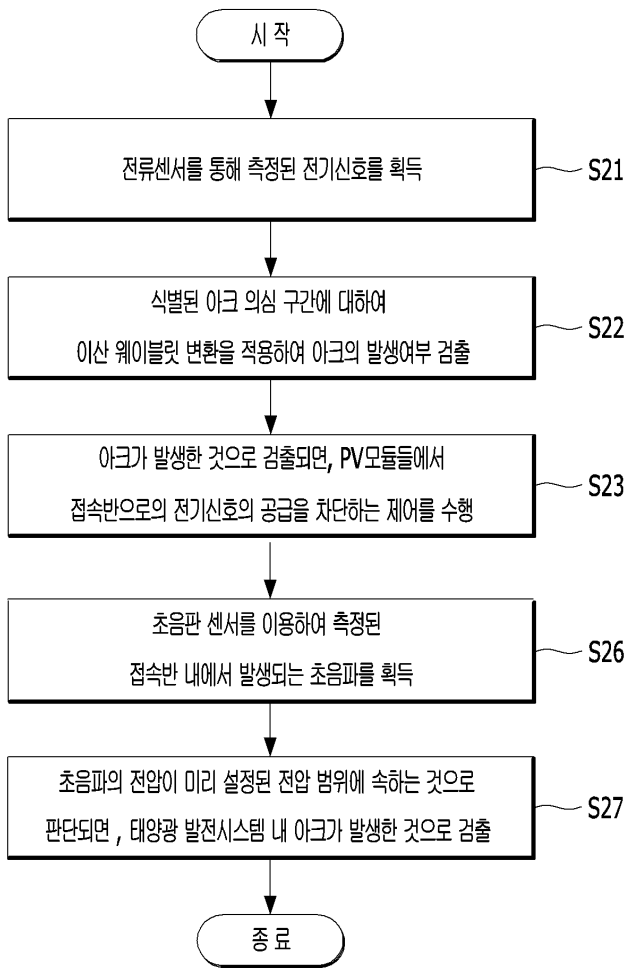 시 작
전류센서를 통해 측정된 전기신호를 획득
S21
식별된 아크 의심 구간에 대하여
이산 웨이블릿 변환을 적용하여 아크의 발생여부 검출
S22
아크가 발생한 것으로 검출되면, PV모듈들에서
접속반으로의 전기신호의 공급을 차단하는 제어를 수행
S23
초음판 센서를 이용하여 측정된
접속반 내에서 발생되는 초음파를 획득
S26
초음파의 전압이 미리 설정된 전압 범위에 속하는 것으로
판단되면 , 태양광 발전시스템 내 아크가 발생한 것으로 검출
S27
종 료